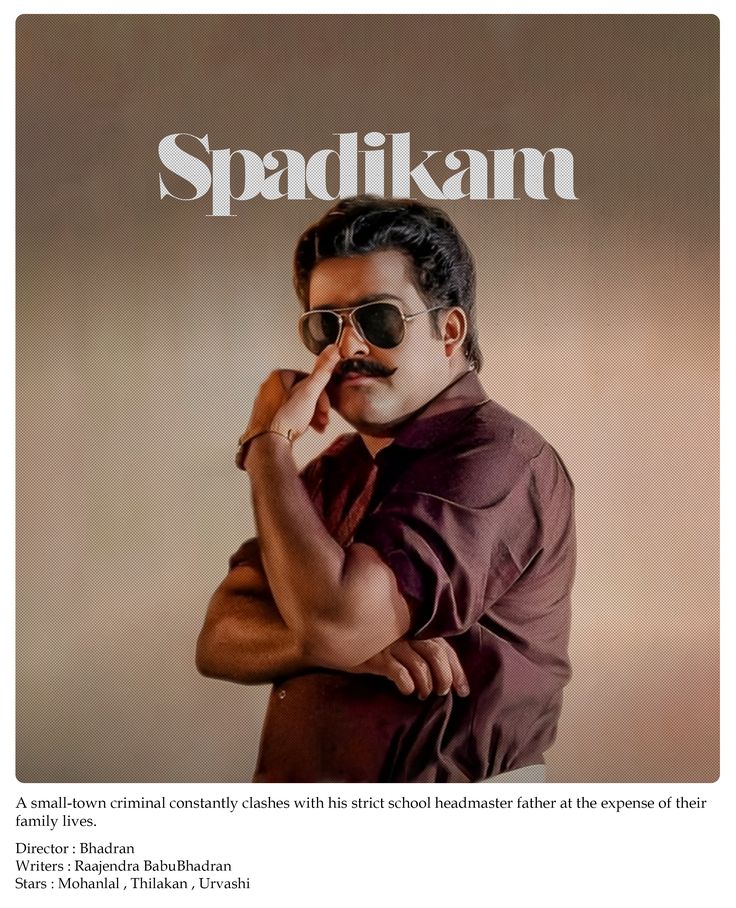 Spadikam
A small-town criminal constantly clashes with his strict school headmaster father at the expense of their
family lives.
Director : Bhadran
Writers : Raajendra BabuBhadran
Stars : Mohanlal , Thilakan , Urvashi